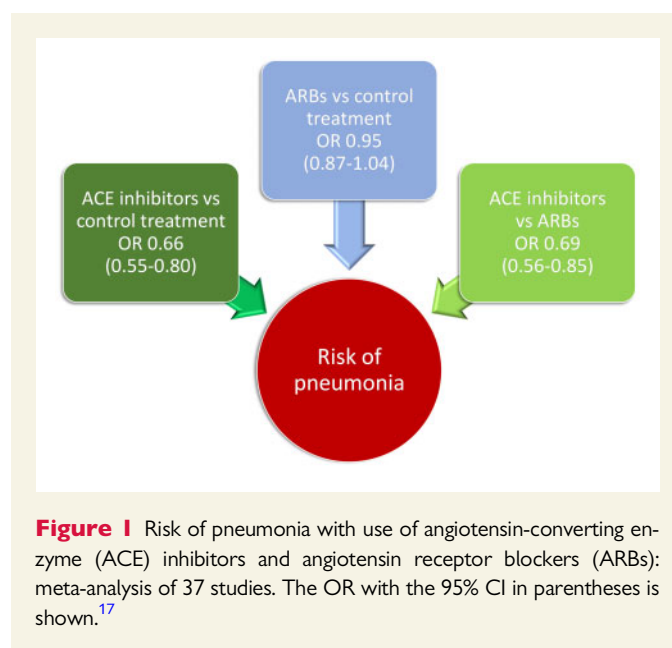 ARBs vs control
treatment
OR 0.95
(0.87-1.04)
ACE inhibitors vs
control treatment
OR 0.66
(0.55-0.80)
ACE inhibitors
vs ARBs
OR 0.69
(0.56-0.85)
Risk of
pneumonia
Figure 1 Risk of pneumonia with use of angiotensin-converting en-
zyme (ACE) inhibitors and angiotensin receptor blockers (ARBs):
meta-analysis of 37 studies. The OR with the 95% CI in parentheses is
shown.17